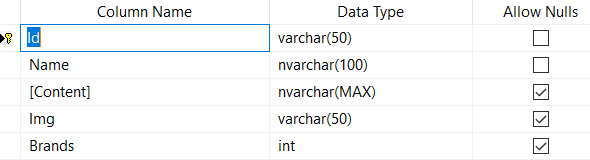 Column Name Data Type Allow Nulls
Id varchar(50)
Name nvarchar(100)
[Content] nvarchar(MAX)
Img varchar(50)
Brands int